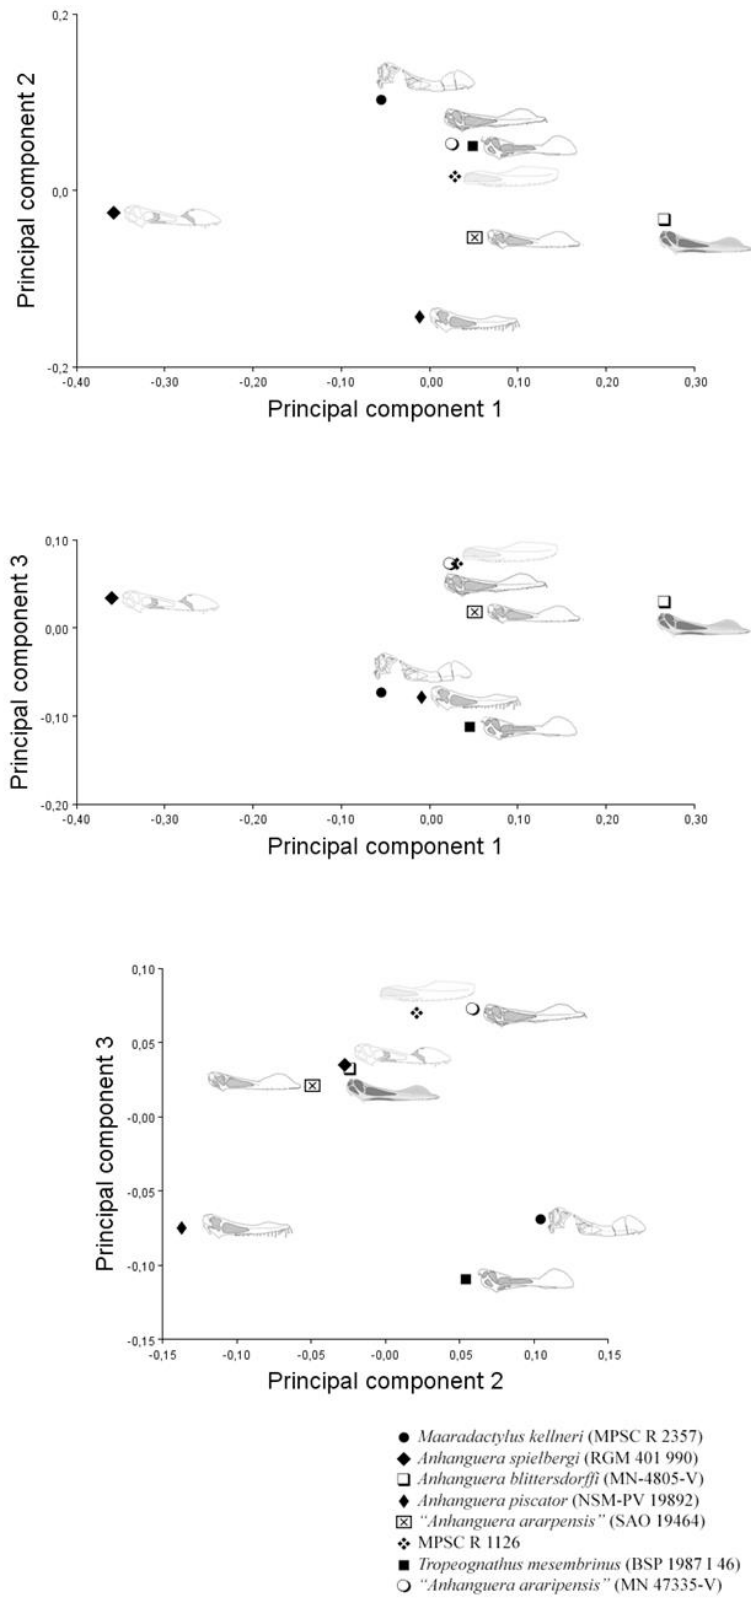 0,2
0,0
-0,2
Principal component 2
-0,40 -0,30 -0,20 -0,10 0,00 0,10 0,20 0,30
Principal component 1
0,10
0,00
-0,10
-0,20
Principal component 3
-0,40 -0,30 -0,20 -0,10 0,00 0,10 0,20 0,30
Principal component 1
0,10
0,05
-0,00
-0,05
-0,10
-0,15
Principal component 3
-0,15 -0,10 -0,05 -0,00 0,05 0,10 0,15
Principal component 2
Maaradactylus kellneri (MPSC R 2357)
Anhanguera spielbergi (RGM 401 990)
Anhanguera blittersdorffi (MN-4805-V)
Anhanguera piscator (NSM-PV 19892)
"Anhanguera ararpensis" (SAO 19464)
MPSC R 1126
Tropeognathus mesembrinus (BSP 1987 I 46)
"Anhanguera araripensis" (MN 47335-V)